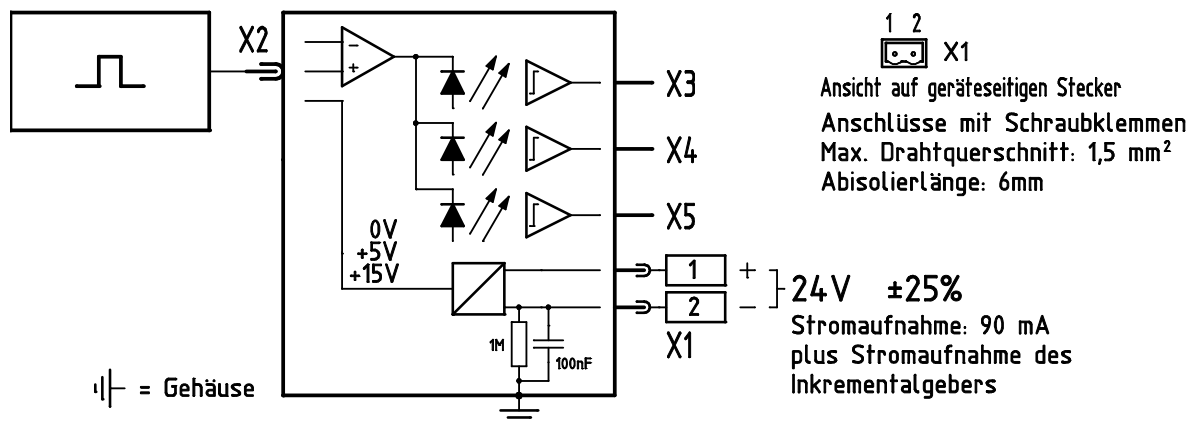 X2
X3
X4
X5
0V
+5V
+15V
1M
100nF
1 +
2 -
X1
24V ±25%
Stromaufnahme: 90 mA
plus Stromaufnahme des
Inkrementalgebers
1 2
X1
Ansicht auf geräteseitigen Stecker
Anschlüsse mit Schraubklemmen
Max. Drahtquerschnitt: 1,5 mm²
Abisolierlänge: 6mm
= Gehäuse